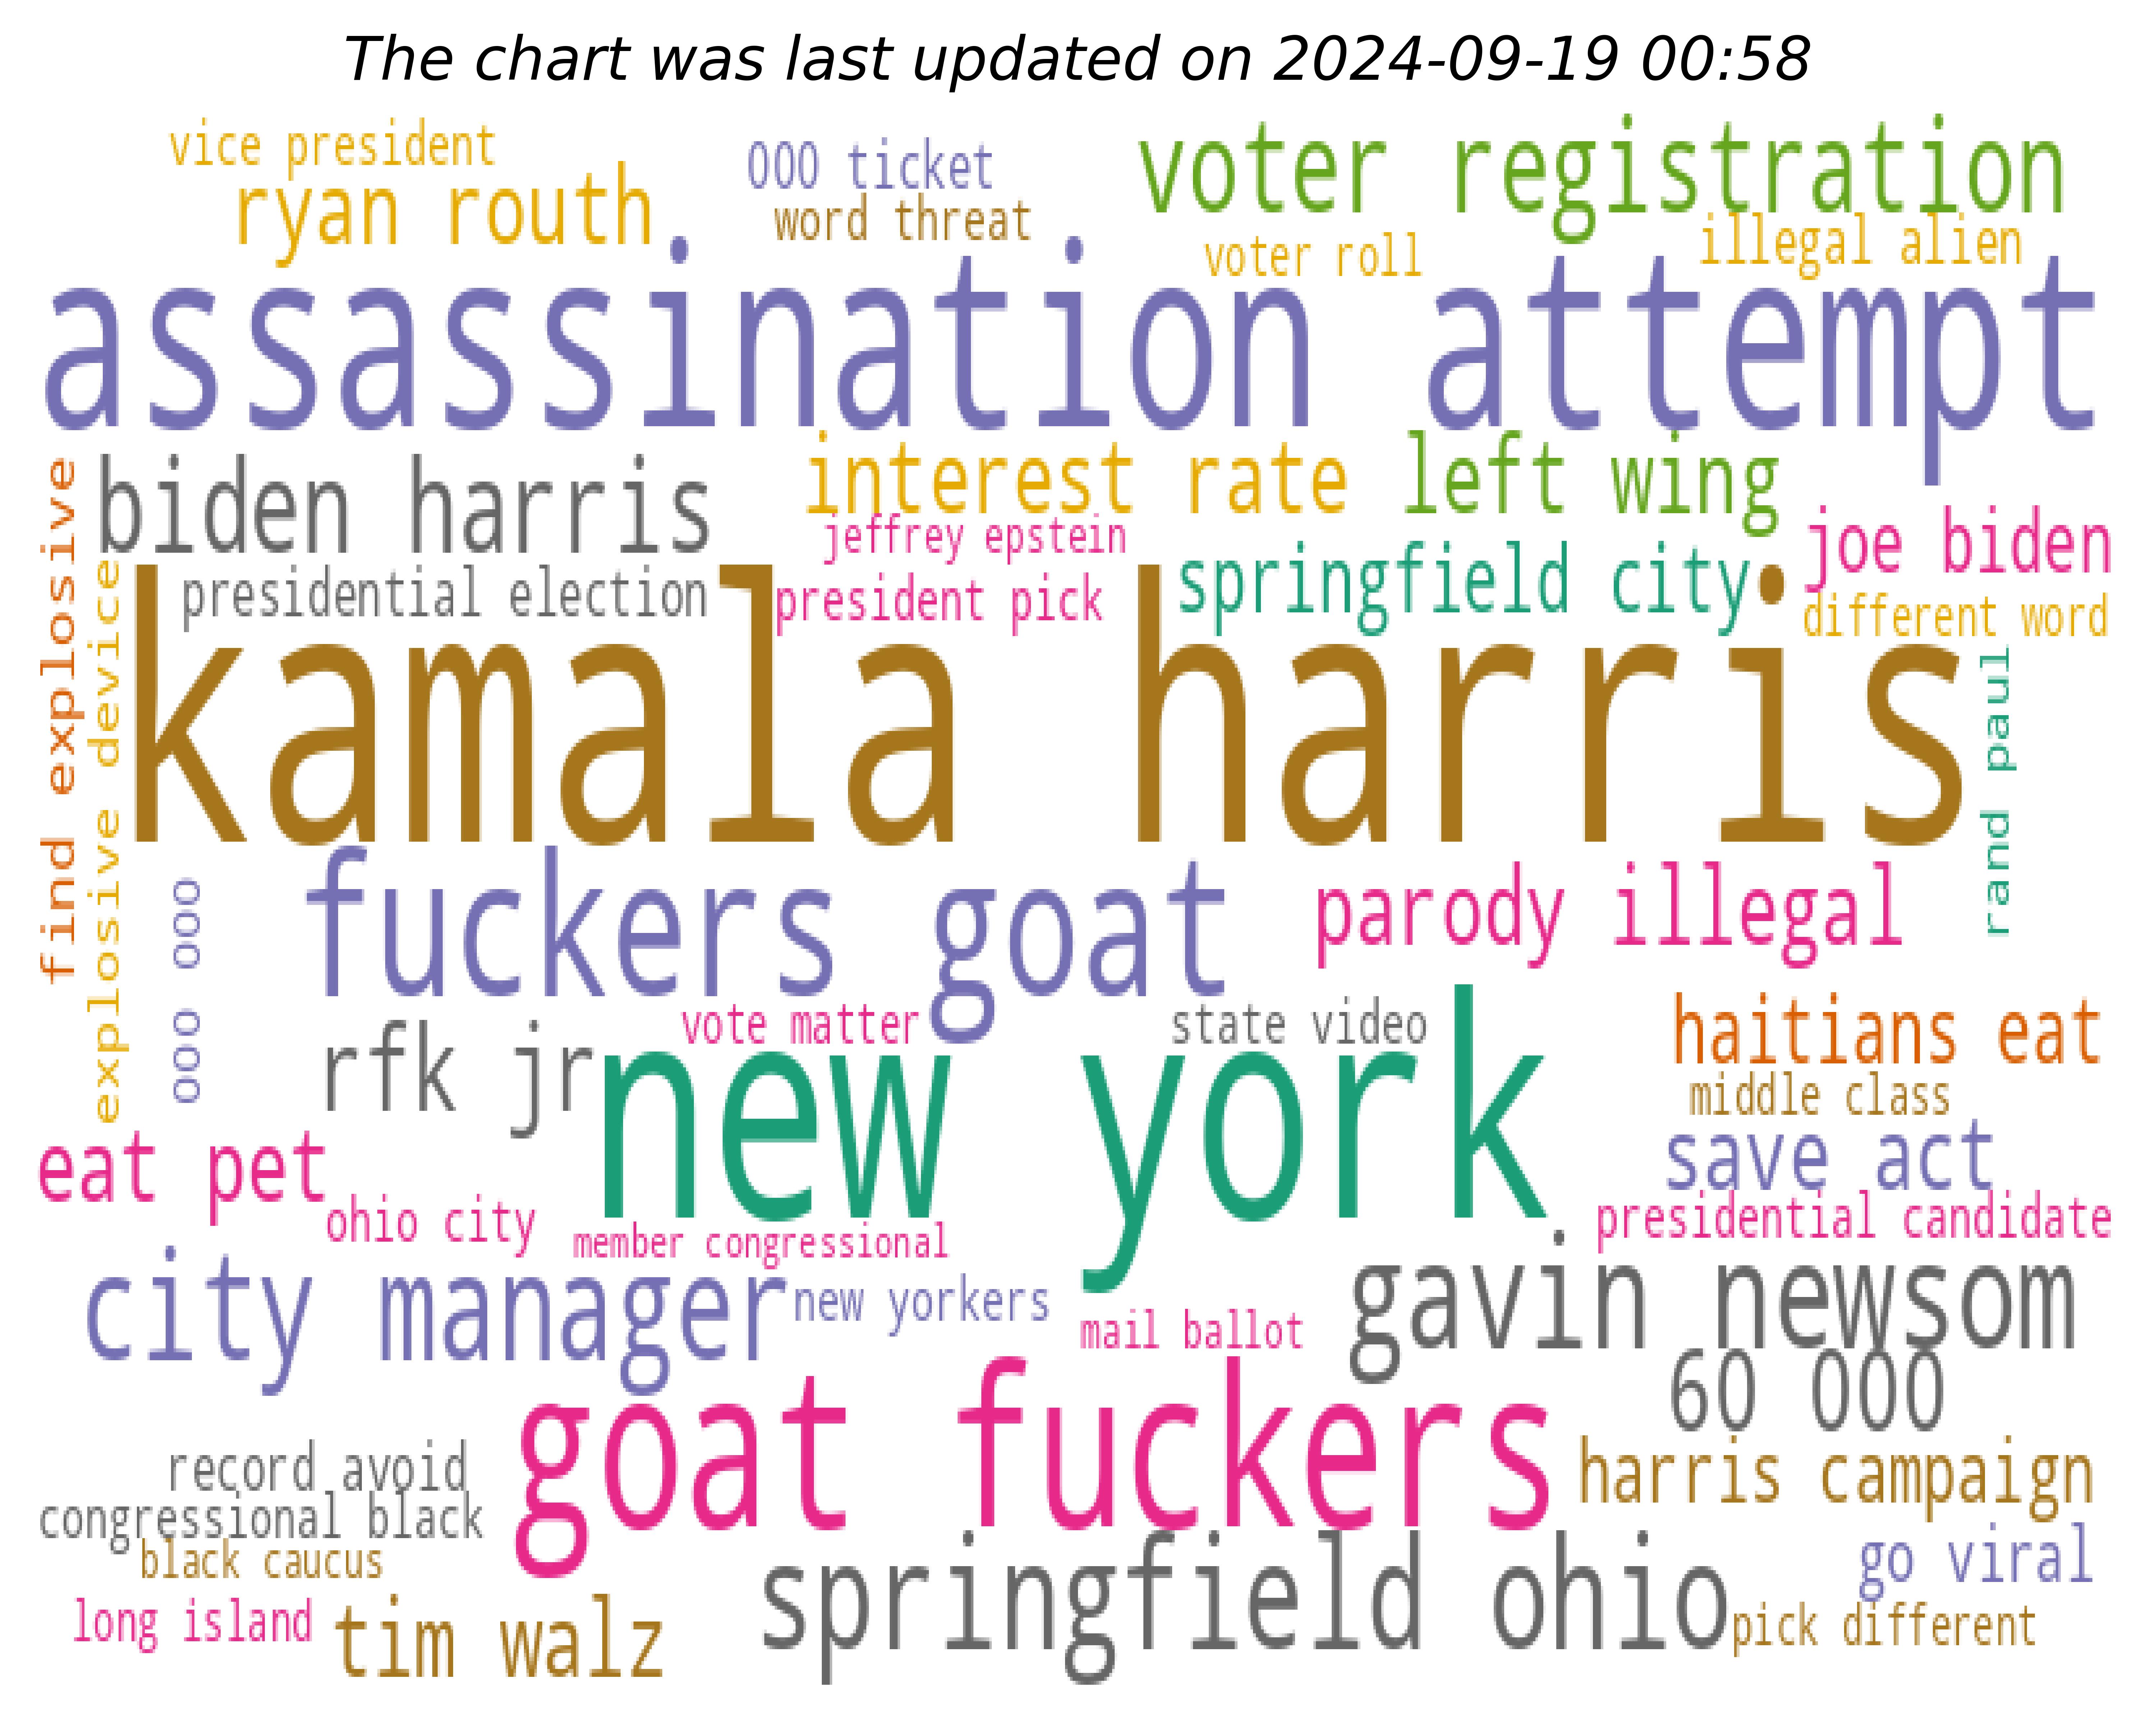 The chart was last updated on 2024-09-19 00:58
vice president
000 ticket
voter registration
ryan routh
word threat
voter roll
illegal alien
assassination attempt
find explosive
explosive device
biden harris
interest rate
left wing
jeffrey epstein
joe biden
presidential election
president pick
springfield city
different word
kamala harris
rand paul
000 000
fuckers goat
parody illegal
vote matter
state video
haitians eat
rfk jr
new york
middle class
eat pet
save act
ohio city
member congressional
presidential candidate
city manager
new yorkers
mail ballot
gavin newsom
60 000
goat fuckers
record avoid
harris campaign
congressional black
black caucus
springfield ohio
go viral
long island
tim walz
pick different